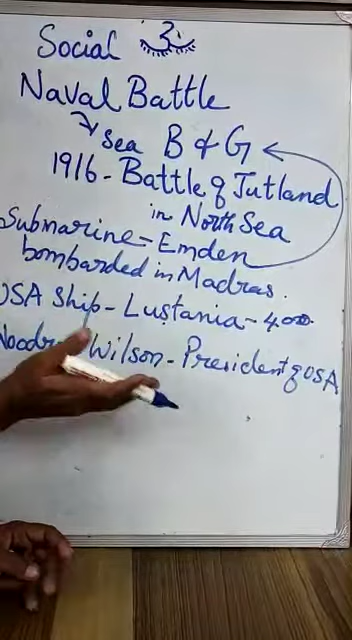 Social 3
Naval Battle
→ Sea B & G
1916 - Battle of Jutland
in North Sea
Submarine - Emden
bombarded in Madras.
USA Ship - Lustania - 400
Wilson - President of USA